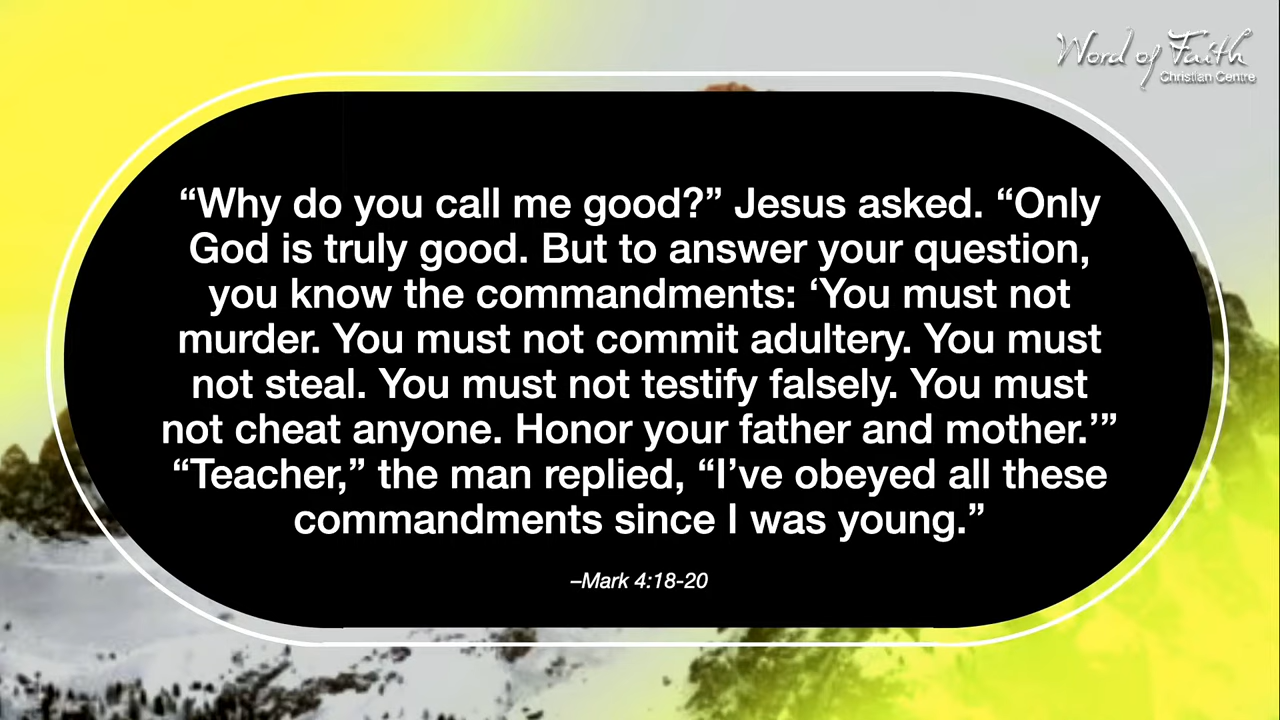 Word of Faith
Christian Centre
“Why do you call me good?” Jesus asked. “Only
God is truly good. But to answer your question,
you know the commandments: ‘You must not
murder. You must not commit adultery. You must
not steal. You must not testify falsely. You must
not cheat anyone. Honor your father and mother.’”
“Teacher,” the man replied, “I’ve obeyed all these
commandments since I was young.”
–Mark 4:18-20